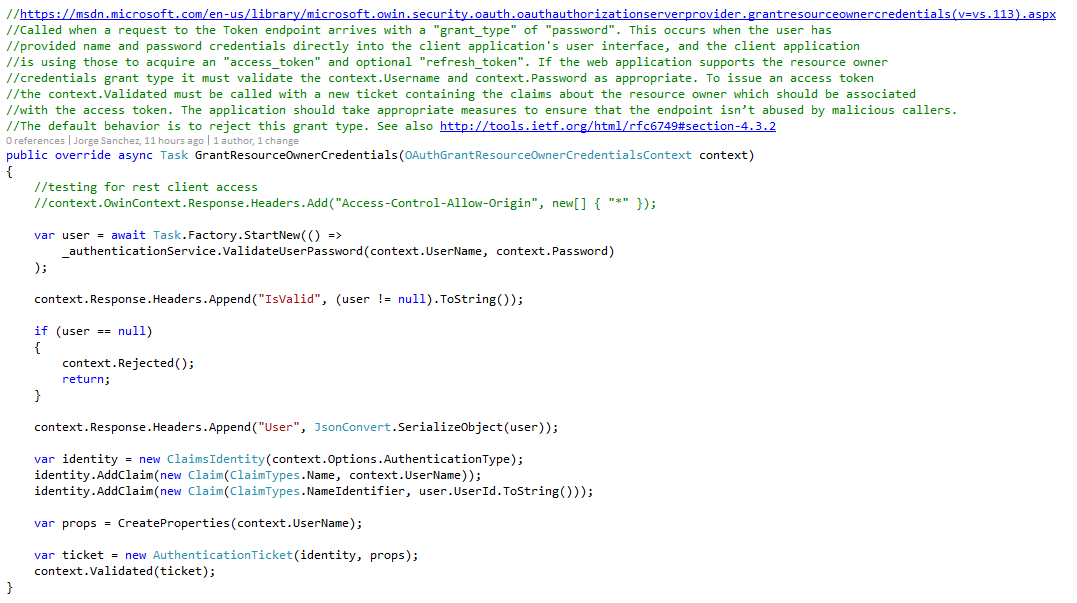 //https://msdn.microsoft.com/en-us/library/microsoft.owin.security.oauth.oauthauthorizationserverprovider.grantresourceownercredentials(v=vs.113).aspx
//Called when a request to the Token endpoint arrives with a "grant_type" of "password". This occurs when the user has
//provided name and password credentials directly into the client application's user interface, and the client application
//is using those to acquire an "access_token" and optional "refresh_token". If the web application supports the resource owner
//credentials grant type it must validate the context.Username and context.Password as appropriate. To issue an access token
//the context.Validated must be called with a new ticket containing the claims about the resource owner which should be associated
//with the access token. The application should take appropriate measures to ensure that the endpoint isn’t abused by malicious callers.
//The default behavior is to reject this grant type. See also http://tools.ietf.org/html/rfc6749#section-4.3.2
0 references | Jorge Sanchez, 11 hours ago | 1 author, 1 change
public override async Task GrantResourceOwnerCredentials(OAuthGrantResourceOwnerCredentialsContext context)
{
    //testing for rest client access
    //context.OwinContext.Response.Headers.Add("Access-Control-Allow-Origin", new[] { "*" });

    var user = await Task.Factory.StartNew(() =>
        _authenticationService.ValidateUserPassword(context.UserName, context.Password)
    );

    context.Response.Headers.Append("IsValid", (user != null).ToString());

    if (user == null)
    {
        context.Rejected();
        return;
    }

    context.Response.Headers.Append("User", JsonConvert.SerializeObject(user));

    var identity = new ClaimsIdentity(context.Options.AuthenticationType);
    identity.AddClaim(new Claim(ClaimTypes.Name, context.UserName));
    identity.AddClaim(new Claim(ClaimTypes.NameIdentifier, user.UserId.ToString()));

    var props = CreateProperties(context.UserName);

    var ticket = new AuthenticationTicket(identity, props);
    context.Validated(ticket);
}